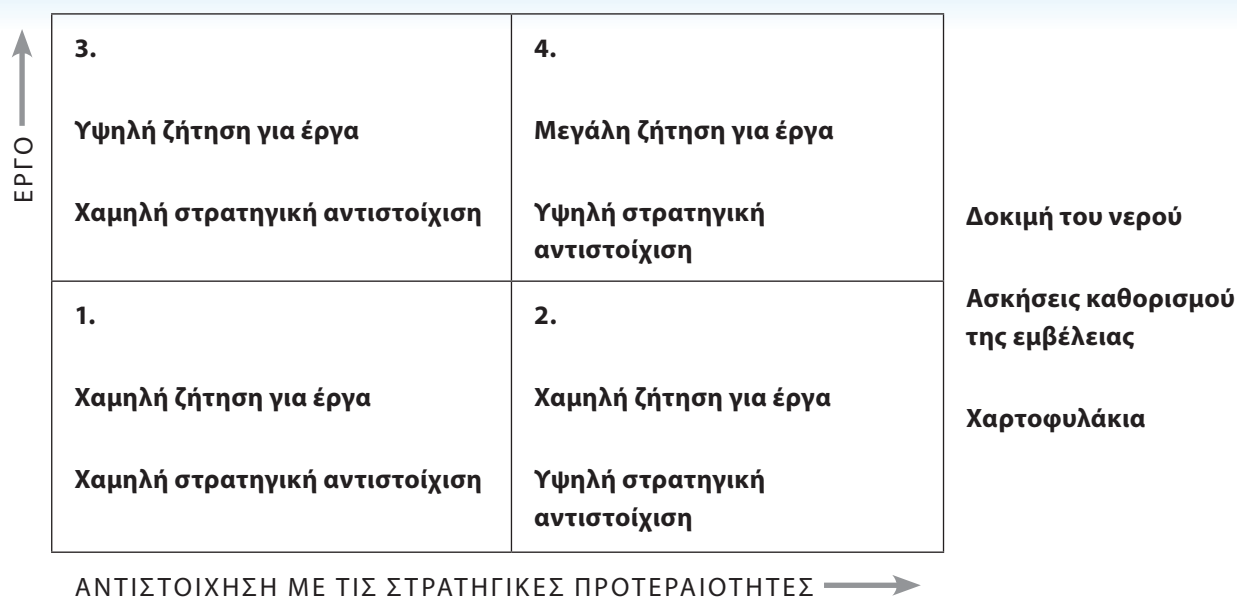 ΕΡΓΟ
3.
Υψηλή ζήτηση για έργα
Χαμηλή στρατηγική αντιστοίχιση
4.
Μεγάλη ζήτηση για έργα
Υψηλή στρατηγική
αντιστοίχιση
1.
Χαμηλή ζήτηση για έργα
Χαμηλή στρατηγική αντιστοίχιση
2.
Χαμηλή ζήτηση για έργα
Υψηλή στρατηγική
αντιστοίχιση
Δοκιμή του νερού
Ασκήσεις καθορισμού
της εμβέλειας
Χαρτοφυλάκια
ΑΝΤΙΣΤΟΙΧΗΣΗ ΜΕ ΤΙΣ ΣΤΡΑΤΗΓΙΚΕΣ ΠΡΟΤΕΡΑΙΟΤΗΤΕΣ